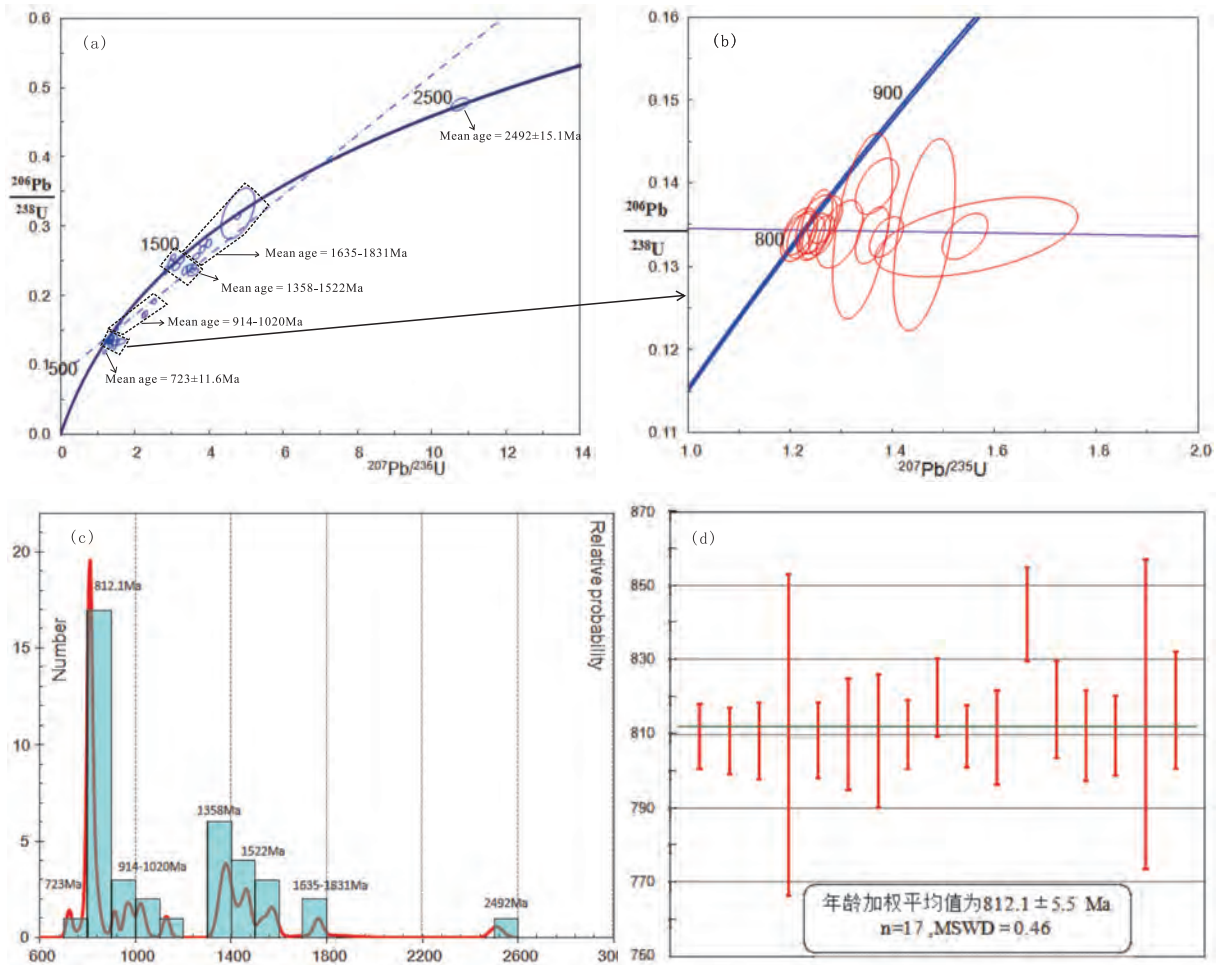 (a)
0.6
0.5
0.4
0.3
0.2
0.1
0.0
206Pb
238U
2500
1500
500
Mean age = 2492±15.1Ma
Mean age = 1635-1831Ma
Mean age = 1358-1522Ma
Mean age = 914-1020Ma
Mean age = 723±11.6Ma
0 2 4 6 8 10 12 14
207Pb/235U
(b)
0.16
0.15
0.14
0.13
0.12
0.11
206Pb
238U
900
800
1.0 1.2 1.4 1.6 1.8 2.0
207Pb/235U
(c)
20
15
10
5
0
Number
Relative probability
812.1Ma
723Ma
914-1020Ma
1358Ma
1522Ma
1635-1831Ma
2492Ma
600 1000 1400 1800 2200 2600 3000
(d)
870
850
830
810
790
770
750
年龄加权平均值为812.1±5.5 Ma
n=17 ,MSWD=0.46